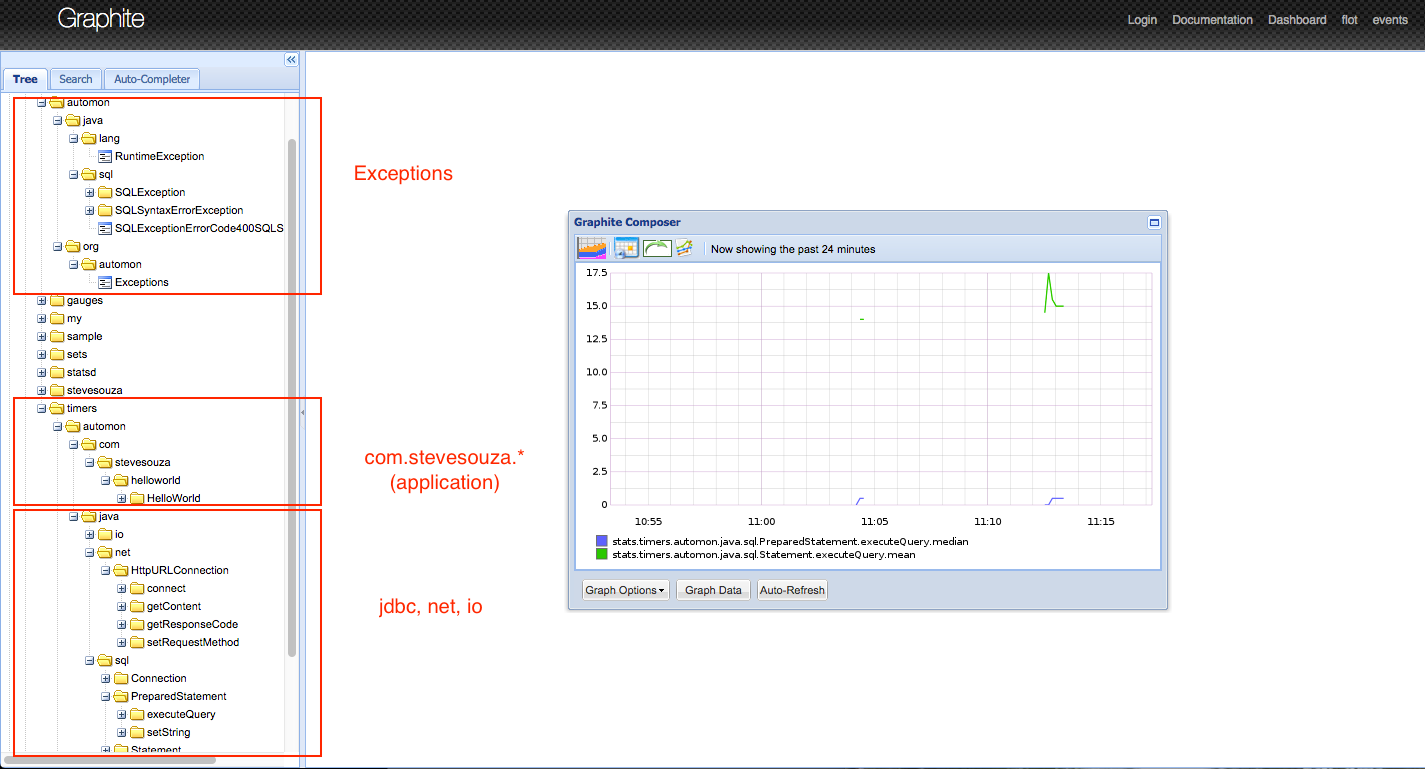 Graphite
Login Documentation Dashboard flot events
Tree Search Auto-Completer
automon
java
lang
RuntimeException
sql
SQLException
SQLSyntaxErrorException
SQLExceptionErrorCode400SQLS
org
automon
Exceptions
gauges
my
sample
sets
statsd
stevesouza
timers
automon
com
stevesouza
helloworld
HelloWorld
java
io
net
HttpURLConnection
connect
getContent
getResponseCode
setRequestMethod
sql
Connection
PreparedStatement
executeQuery
setString
Statement
Exceptions
com.stevesouza.*
(application)
jdbc, net, io
Graphite Composer
Now showing the past 24 minutes
17.5
15.0
12.5
10.0
7.5
5.0
2.5
0
10:55 11:00 11:05 11:10 11:15
stats.timers.automon.java.sql.PreparedStatement.executeQuery.median
stats.timers.automon.java.sql.Statement.executeQuery.mean
Graph Options Graph Data Auto-Refresh